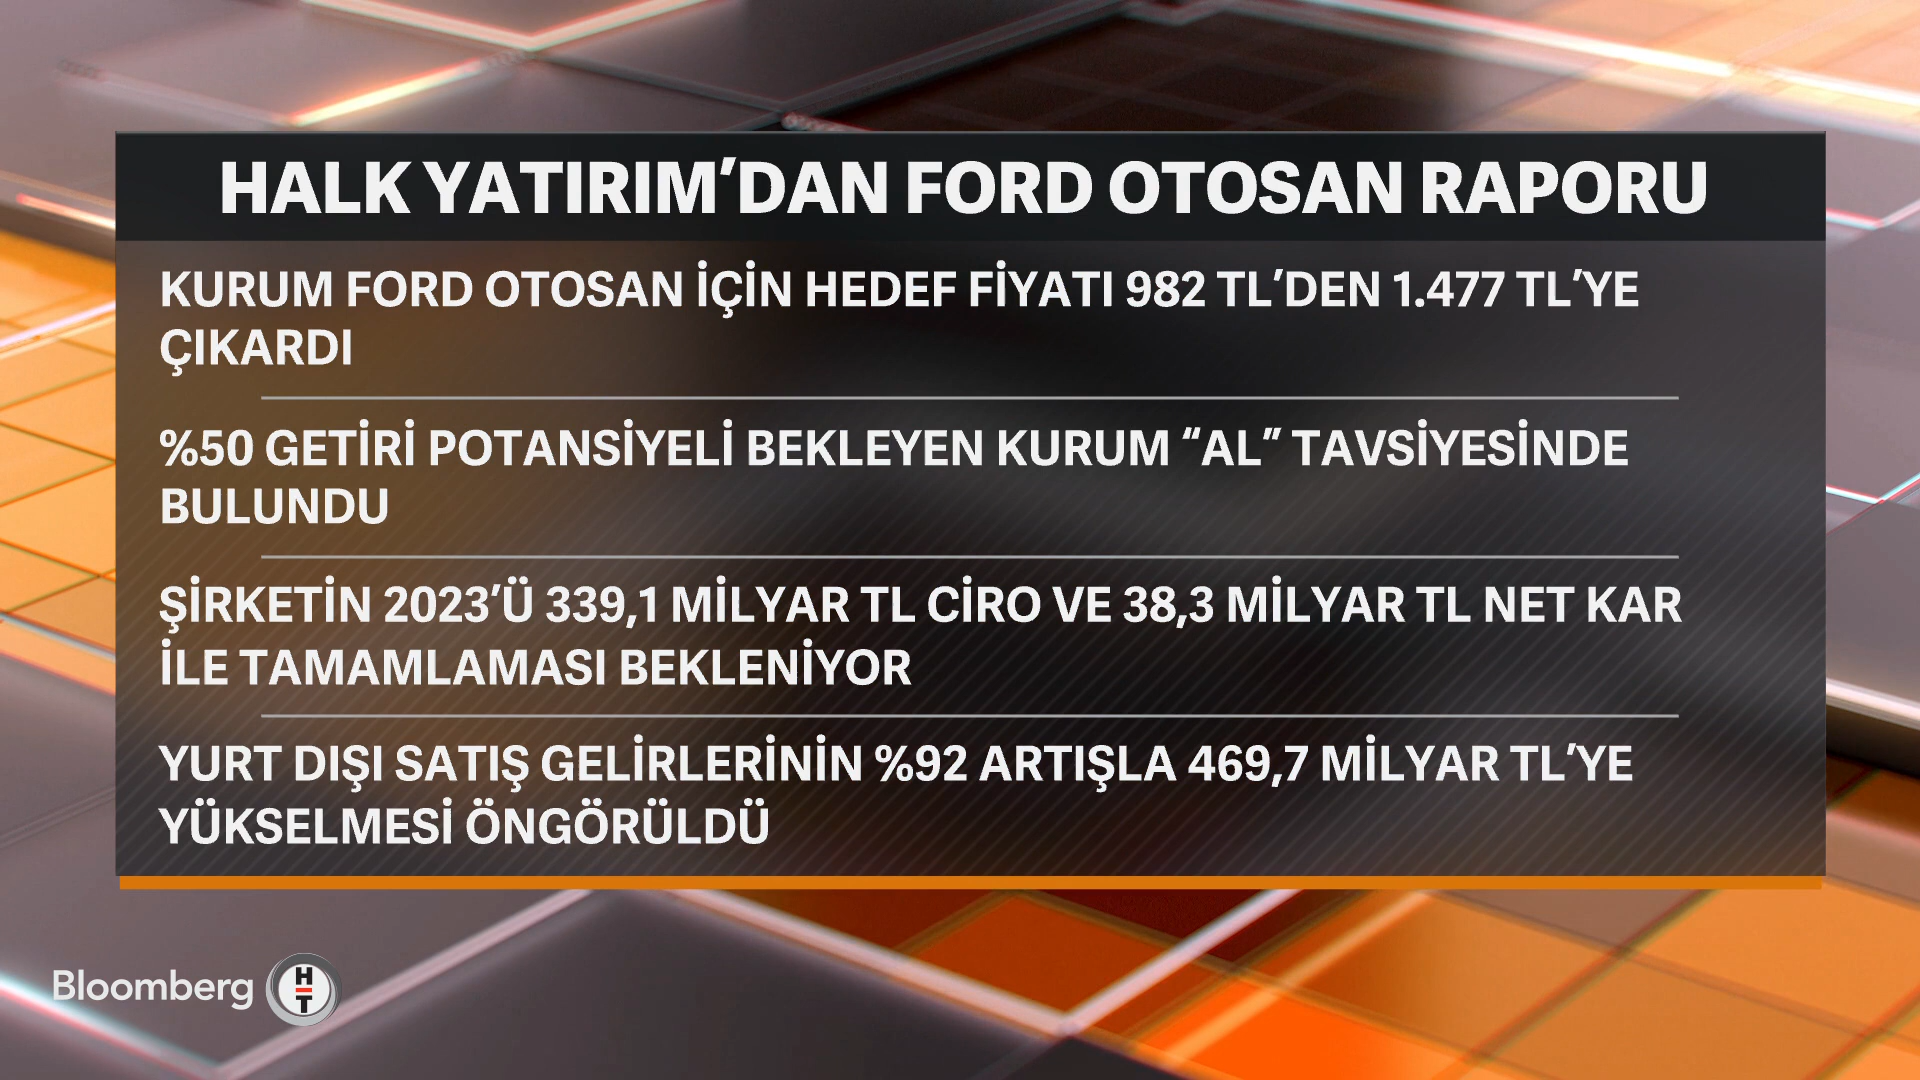 HALK YATIRIM’DAN FORD OTOSAN RAPORU
KURUM FORD OTOSAN İÇİN HEDEF FİYATI 982 TL’DEN 1.477 TL’YE
ÇIKARDI
%50 GETİRİ POTANSİYELİ BEKLEYEN KURUM “AL” TAVSİYESİNDE
BULUNDU
ŞİRKETİN 2023’Ü 339,1 MİLYAR TL CİRO VE 38,3 MİLYAR TL NET KAR
İLE TAMAMLAMASI BEKLENİYOR
YURT DIŞI SATIŞ GELİRLERİNİN %92 ARTIŞLA 469,7 MİLYAR TL’YE
YÜKSELMESİ ÖNGÖRÜLDÜ
Bloomberg HT